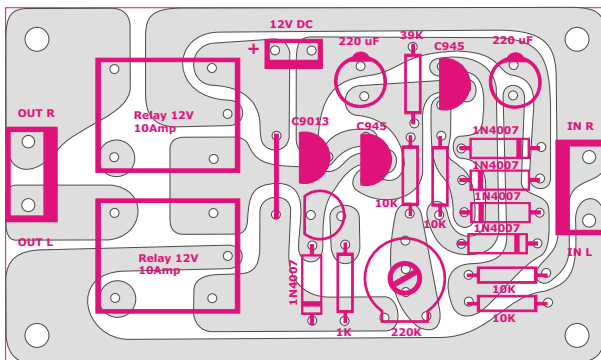 12V DC
+
220 uF
39K
C945
220 uF
OUT R
Relay 12V
10Amp
C9013
C945
1N4007
IN R
1N4007
10K
10K
1N4007
1N4007
OUT L
Relay 12V
10Amp
IN L
1N4007
10K
10K
1K
220K